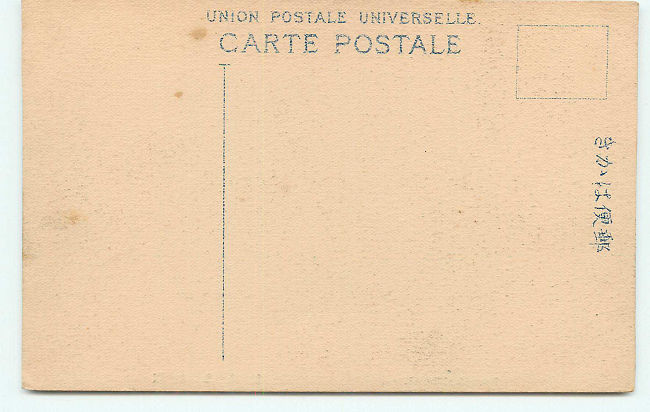 UNION POSTALE UNIVERSELLE.
CARTE POSTALE
きかは便郵